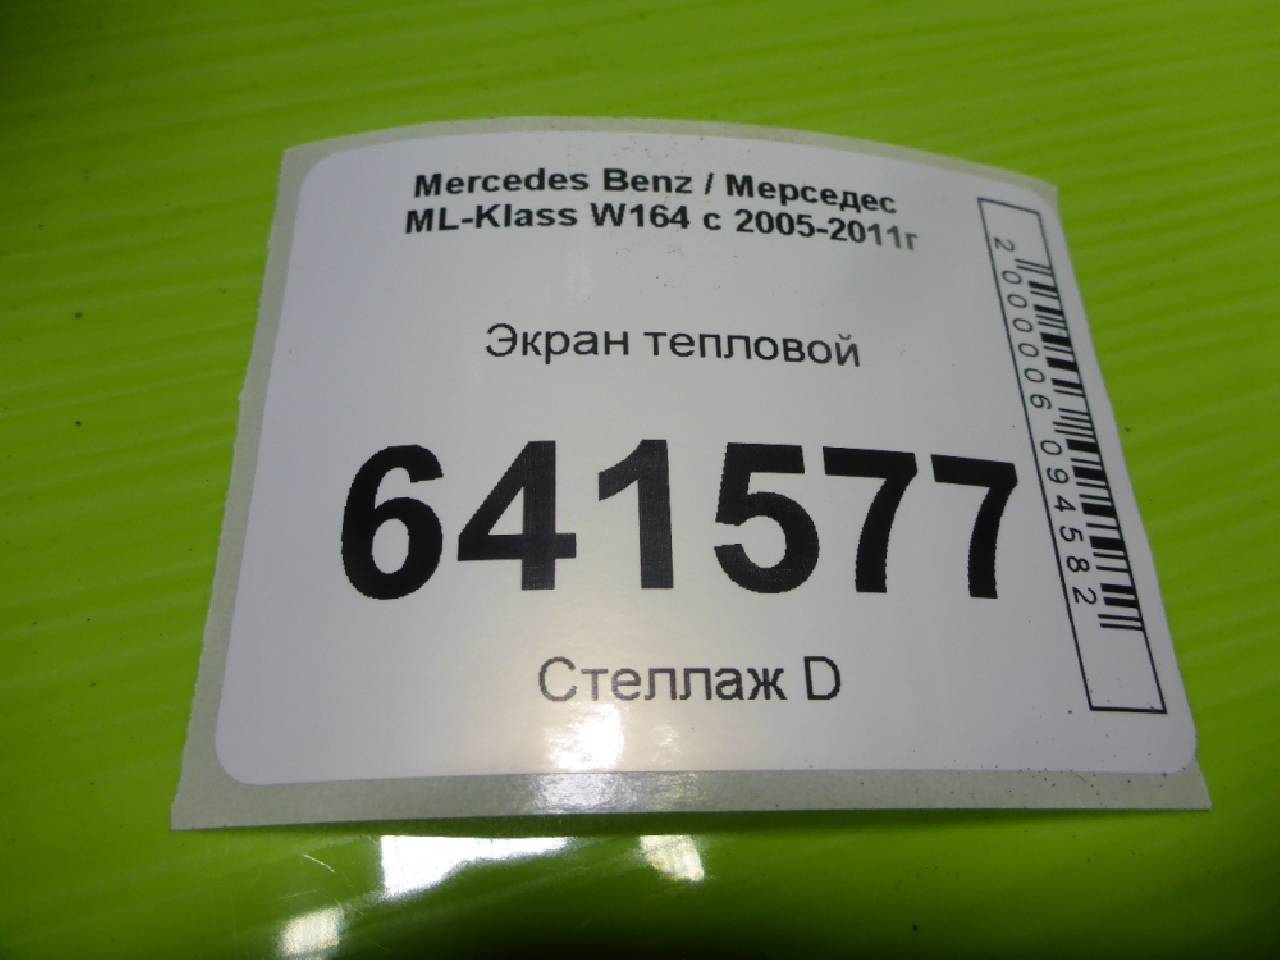 Mercedes Benz / Мерседес
ML-Klass W164 с 2005-2011г
Экран тепловой
641577
Стеллаж D
2000006094582